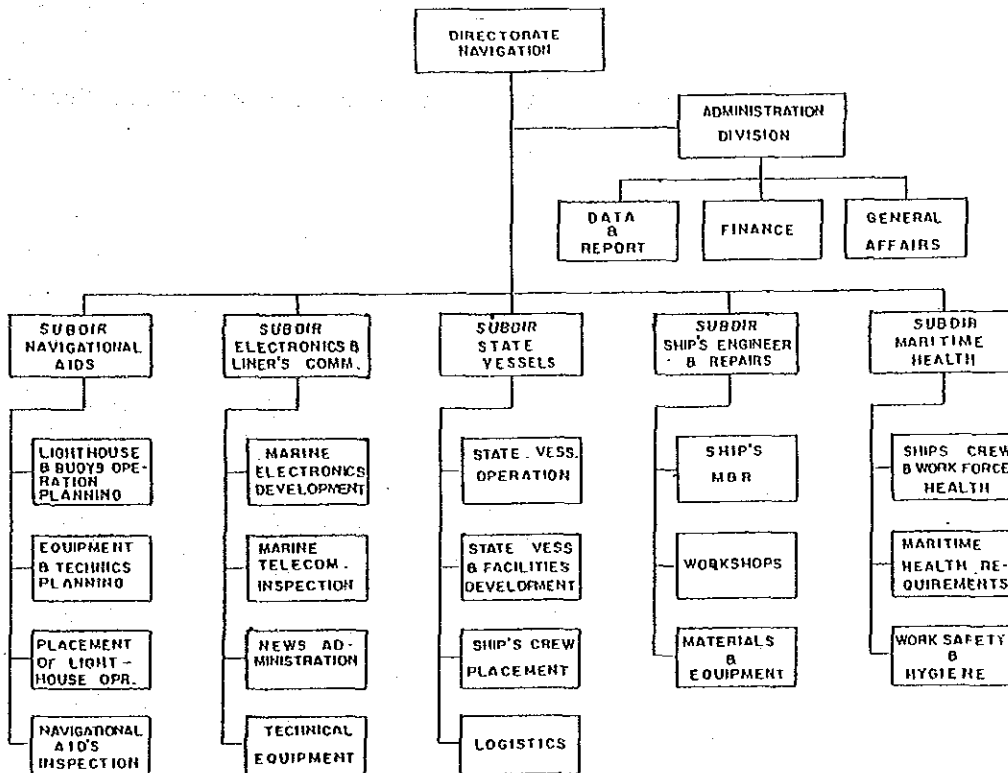 DIRECTORATE
NAVIGATION
ADMINISTRATION
DIVISION
DATA
&
REPORT
FINANCE
GENERAL
AFFAIRS
SUBDIR
NAVIGATIONAL
AIDS
SUBDIR
ELECTRONICS &
LINER'S COMM.
SUBDIR
STATE
VESSELS
SUBDIR
SHIP'S ENGINEER
& REPAIRS
SUBDIR
MARITIME
HEALTH
LIGHTHOUSE
& BUOYS OPE-
RATION
PLANNING
EQUIPMENT
& TECHNICS
PLANNING
PLACEMENT
OF LIGHT-
HOUSE OPR.
NAVIGATIONAL
AID'S
INSPECTION
MARINE
ELECTRONICS
DEVELOPMENT
MARINE
TELECOM.
INSPECTION
NEWS AD-
MINISTRATION
TECHNICAL
EQUIPMENT
STATE. VESS.
OPERATION
STATE VESS
& FACILITIES
DEVELOPMENT
SHIP'S CREW
PLACEMENT
LOGISTICS
SHIP'S
M&R
WORKSHOPS
MATERIALS
&
EQUIPMENT
SHIPS CREW
& WORK FORCE
HEALTH
MARITIME
HEALTH RE-
QUIREMENTS
WORK SAFETY
&
HYGIENE